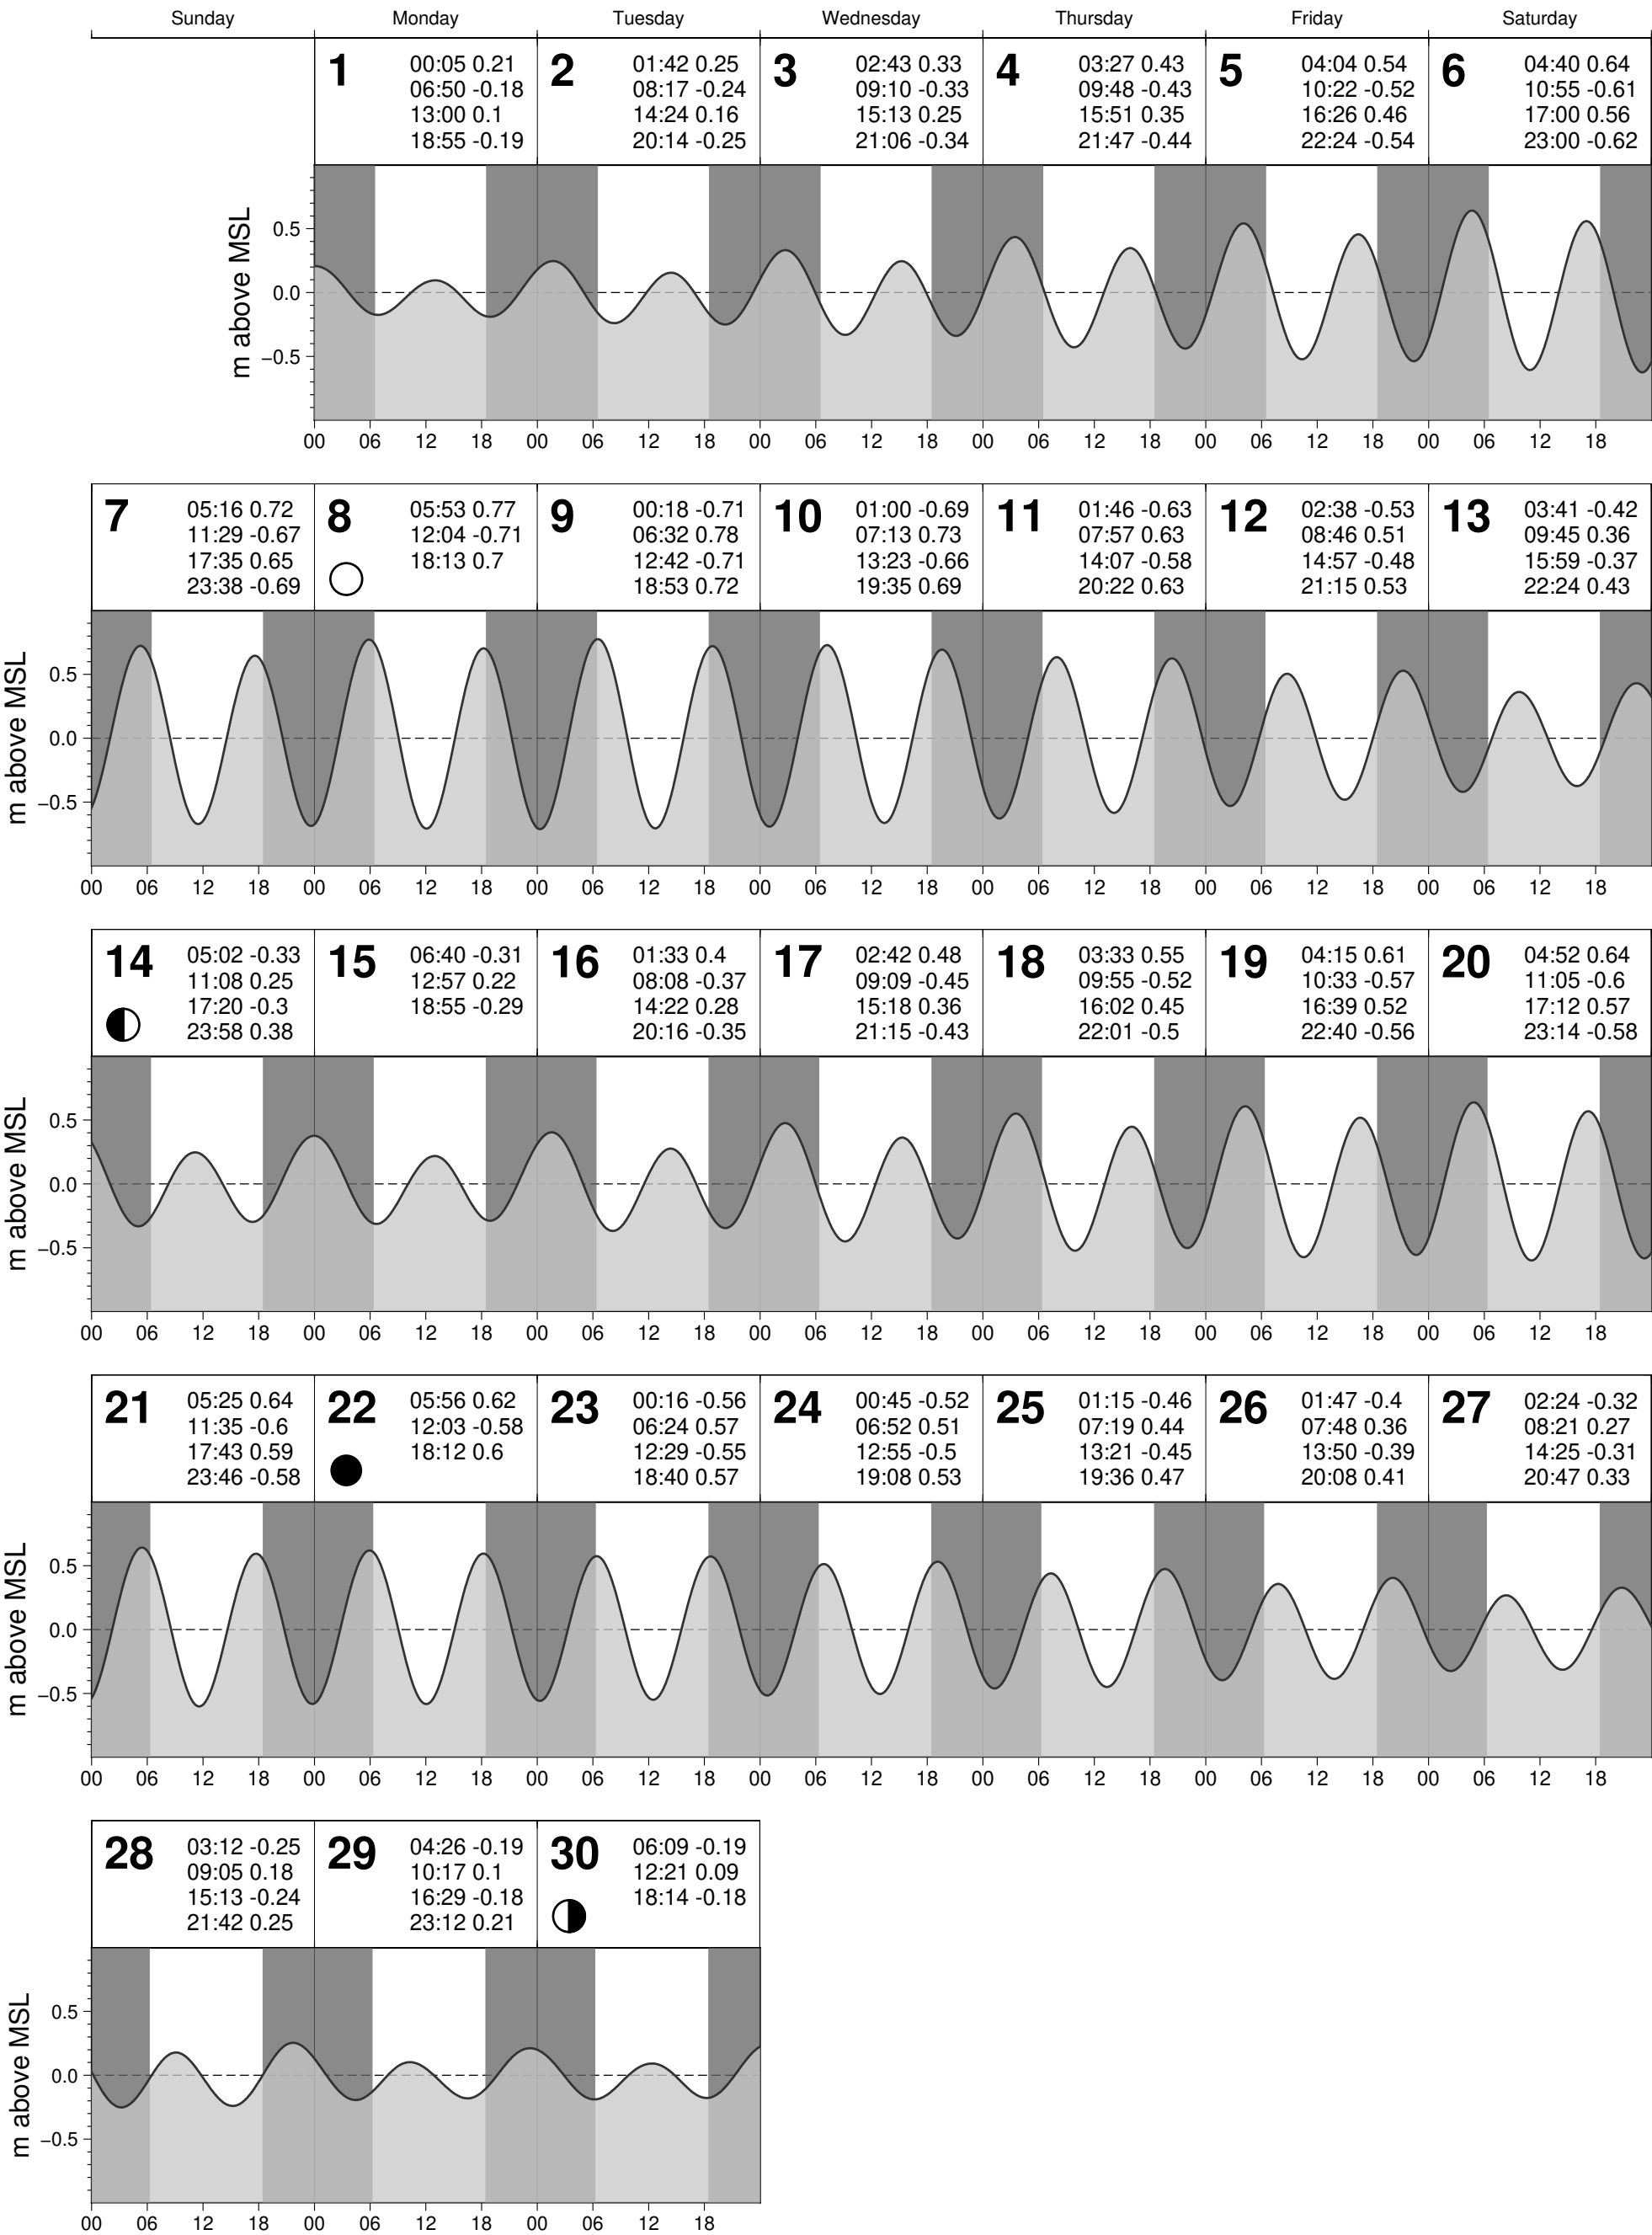 Sunday Monday Tuesday Wednesday Thursday Friday Saturday
1 2 3 4 5 6
00:05 0.21 01:42 0.25 02:43 0.33 03:27 0.43 04:04 0.54 04:40 0.64
06:50 -0.18 08:17 -0.24 09:10 -0.33 09:48 -0.43 10:22 -0.52 10:55 -0.61
13:00 0.1 14:24 0.16 15:13 0.25 15:51 0.35 16:26 0.46 17:00 0.56
18:55 -0.19 20:14 -0.25 21:06 -0.34 21:47 -0.44 22:24 -0.54 23:00 -0.62
m above MSL
0.5
0.0
−0.5
00 06 12 18 00 06 12 18 00 06 12 18 00 06 12 18 00 06 12 18 00 06 12 18
7 8 9 10 11 12 13
05:16 0.72 05:53 0.77 00:18 -0.71 01:00 -0.69 01:46 -0.63 02:38 -0.53 03:41 -0.42
11:29 -0.67 12:04 -0.71 06:32 0.78 07:13 0.73 07:57 0.63 08:46 0.51 09:45 0.36
17:35 0.65 18:13 0.7 12:42 -0.71 13:23 -0.66 14:07 -0.58 14:57 -0.48 15:59 -0.37
23:38 -0.69 18:53 0.72 19:35 0.69 20:22 0.63 21:15 0.53 22:24 0.43
m above MSL
0.5
0.0
−0.5
00 06 12 18 00 06 12 18 00 06 12 18 00 06 12 18 00 06 12 18 00 06 12 18 00 06 12 18
14 15 16 17 18 19 20
05:02 -0.33 06:40 -0.31 01:33 0.4 02:42 0.48 03:33 0.55 04:15 0.61 04:52 0.64
11:08 0.25 12:57 0.22 08:08 -0.37 09:09 -0.45 09:55 -0.52 10:33 -0.57 11:05 -0.6
17:20 -0.3 18:55 -0.29 14:22 0.28 15:18 0.36 16:02 0.45 16:39 0.52 17:12 0.57
23:58 0.38 20:16 -0.35 21:15 -0.43 22:01 -0.5 22:40 -0.56 23:14 -0.58
m above MSL
0.5
0.0
−0.5
00 06 12 18 00 06 12 18 00 06 12 18 00 06 12 18 00 06 12 18 00 06 12 18 00 06 12 18
21 22 23 24 25 26 27
05:25 0.64 05:56 0.62 00:16 -0.56 00:45 -0.52 01:15 -0.46 01:47 -0.4 02:24 -0.32
11:35 -0.6 12:03 -0.58 06:24 0.57 06:52 0.51 07:19 0.44 07:48 0.36 08:21 0.27
17:43 0.59 18:12 0.6 12:29 -0.55 12:55 -0.5 13:21 -0.45 13:50 -0.39 14:25 -0.31
23:46 -0.58 18:40 0.57 19:08 0.53 19:36 0.47 20:08 0.41 20:47 0.33
m above MSL
0.5
0.0
−0.5
00 06 12 18 00 06 12 18 00 06 12 18 00 06 12 18 00 06 12 18 00 06 12 18 00 06 12 18
28 29 30
03:12 -0.25 04:26 -0.19 06:09 -0.19
09:05 0.18 10:17 0.1 12:21 0.09
15:13 -0.24 16:29 -0.18 18:14 -0.18
21:42 0.25 23:12 0.21
m above MSL
0.5
0.0
−0.5
00 06 12 18 00 06 12 18 00 06 12 18